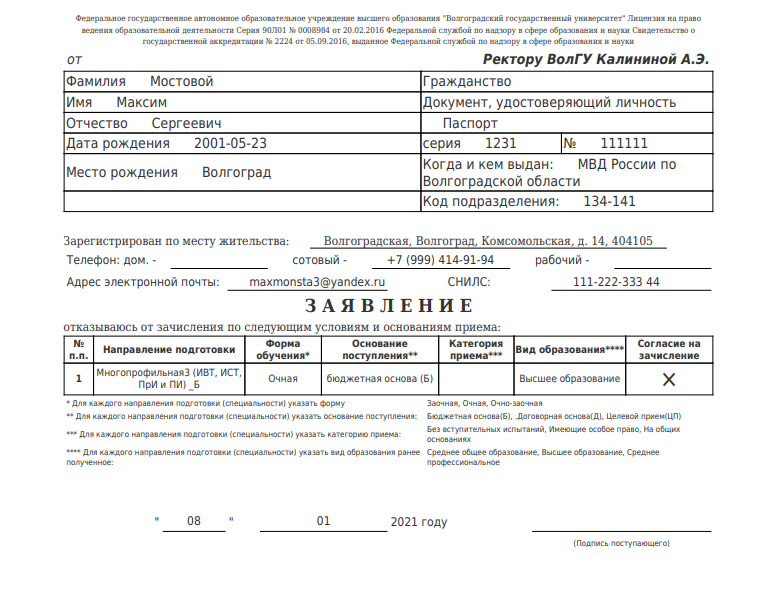 Федеральное государственное автономное образовательное учреждение высшего образования "Волгоградский государственный университет" Лицензия на право
ведения образовательной деятельности Серия 90Л01 № 0008984 от 20.02.2016 Федеральной службой по надзору в сфере образования и науки Свидетельство о
государственной аккредитации № 2224 от 05.09.2016, выданное Федеральной службой по надзору в сфере образования и науки
от Ректору ВолГУ Калининой А.Э.
Фамилия Мостовой Гражданство
Имя Максим Документ, удостоверяющий личность
Отчество Сергеевич Паспорт
Дата рождения 2001-05-23 серия 1231 № 111111
Место рождения Волгоград Когда и кем выдан: МВД России по
Волгоградской области
Код подразделения: 134-141
Зарегистрирован по месту жительства: Волгоградская, Волгоград, Комсомольская, д. 14, 404105
Телефон: дом. - сотовый - +7 (999) 414-91-94 рабочий -
Адрес электронной почты: maxmonsta3@yandex.ru СНИЛС: 111-222-333 44
ЗАЯВЛЕНИЕ
отказываюсь от зачисления по следующим условиям и основаниям приема:
№ п.п. Направление подготовки Форма обучения* Основание поступления** Категория приема*** Вид образования**** Согласие на зачисление
1 Многопрофильная3 (ИВТ, ИСТ, ПрИ и ПИ) _Б Очная бюджетная основа (Б) Высшее образование ×
* Для каждого направления подготовки (специальности) указать форму Заочная, Очная, Очно-заочная
** Для каждого направления подготовки (специальности) указать основание поступления: Бюджетная основа(Б), .Договорная основа(Д), Целевой прием(ЦП)
*** Для каждого направления подготовки (специальности) указать категорию приема: Без вступительных испытаний, Имеющие особое право, На общих
основаниях
**** Для каждого направления подготовки (специальности) указать вид образования ранее Среднее общее образование, Высшее образование, Среднее
полученное: профессиональное
" 08 " 01 2021 году
(Подпись поступающего)